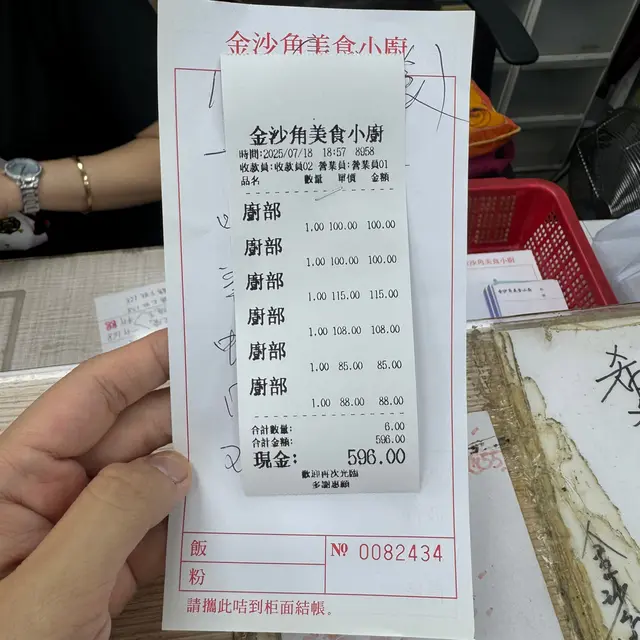 金沙角美食小廚
金沙角美食小廚
時間:2025/07/18 18:57 8958
收款員:收款員02 營業員:營業員01
品名 數量 單價 金額
廚部
1.00 100.00 100.00
廚部
1.00 100.00 100.00
廚部
1.00 115.00 115.00
廚部
1.00 108.00 108.00
廚部
1.00 85.00 85.00
廚部
1.00 88.00 88.00
合計數量: 6.00
合計金額: 596.00
現金: 596.00
飯
粉
№ 0082434
請攜此咭到柜面結帳。